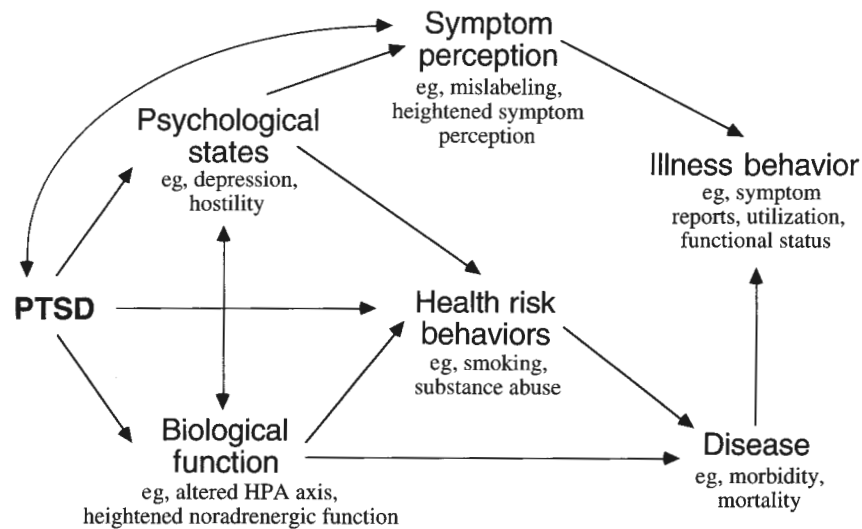 Symptom
perception
eg, mislabeling,
heightened symptom
perception
Psychological
states
eg, depression,
hostility
Illness behavior
eg, symptom
reports, utilization,
functional status
PTSD
Health risk
behaviors
eg, smoking,
substance abuse
Biological
function
eg, altered HPA axis,
heightened noradrenergic function
Disease
eg, morbidity,
mortality